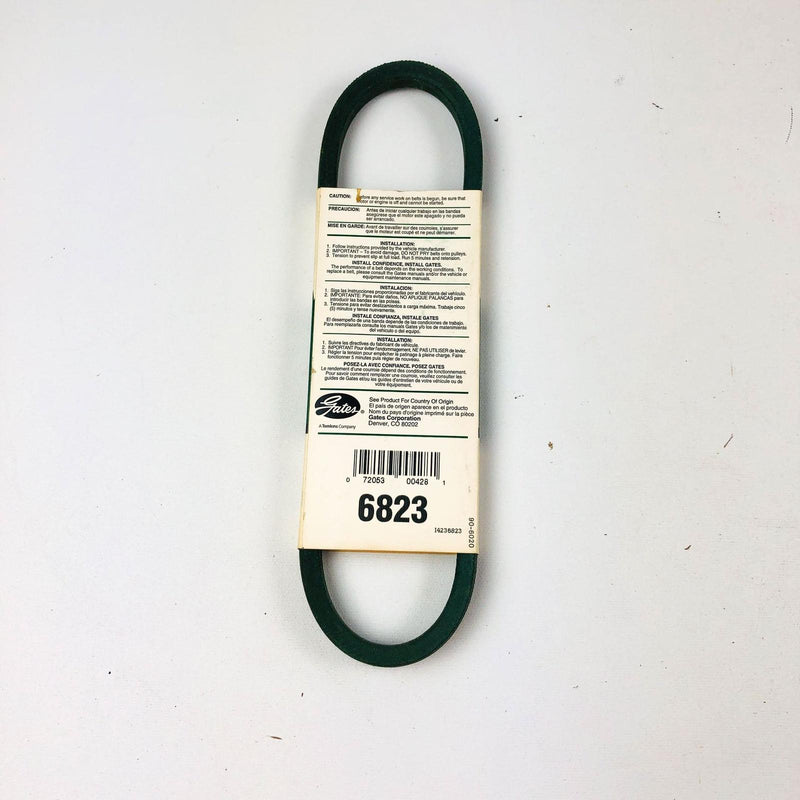 CAUTION: Before any service work on belts is begun, be sure that
motor or engine is off and cannot be started.
PRECAUCION: Antes de iniciar cualquier trabajo en las bandas
asegúrese que el motor este apagado y no pueda
ser arrancado.
MISE EN GARDE: Avant de travailler sur des courroies, s'assurer
que le moteur est coupé et ne peut démarrer.
INSTALLATION:
1. Follow instructions provided by the vehicle manufacturer.
2. IMPORTANT – To avoid damage, DO NOT PRY belts onto pulleys.
3. Tension to prevent slip at full load. Run 5 minutes and retension.
INSTALL CONFIDENCE, INSTALL GATES.
The performance of a belt depends on the working conditions. To
replace a belt, please consult the Gates manuals and/or the vehicle or
equipment maintenance manuals.
INSTALACION:
1. Siga las instrucciones proporcionadas por el fabricante del vehículo.
2. IMPORTANTE: Para evitar daños, NO APLIQUE PALANCAS para
introducir las bandas en las poleas.
3. Tensione para evitar deslizamientos a carga máxima. Trabaje cinco
(5) minutos y tense nuevamente.
INSTALE CONFIANZA, INSTALE GATES
El desempeño de una banda depende de las condiciones de trabajo.
Para reemplazarla consulte los manuals Gates y/o los de matenimiento
del vehículo o del equipo.
INSTALLATION:
1. Suivre les directives du fabricant de véhicule.
2. IMPORTANT Pour éviter l'endommagement, NE PAS UTILISER de levier.
3. Régler la tension pour empêcher le patinage à pleine charge. Faire
fonctionner 5 minutes puis régler de nouveau.
POSEZ-LA AVEC CONFIANCE. POSEZ GATES
Le rendement d'une courroie dépend des conditions de fonctionnement.
Pour savoir comment remplacer une courroie, veuillez consulter les
guides de Gates et/ou les guides d'entretien de votre véhicule ou de
votre équipement.
Gates®
A Tomkins Company
See Product For Country Of Origin
El país de origen aparece en el producto
Nom du pays d'origine imprimé sur la pièce
Gates Corporation
Denver, CO 80202
0 72053 00428 1
6823
14236823
90-6020